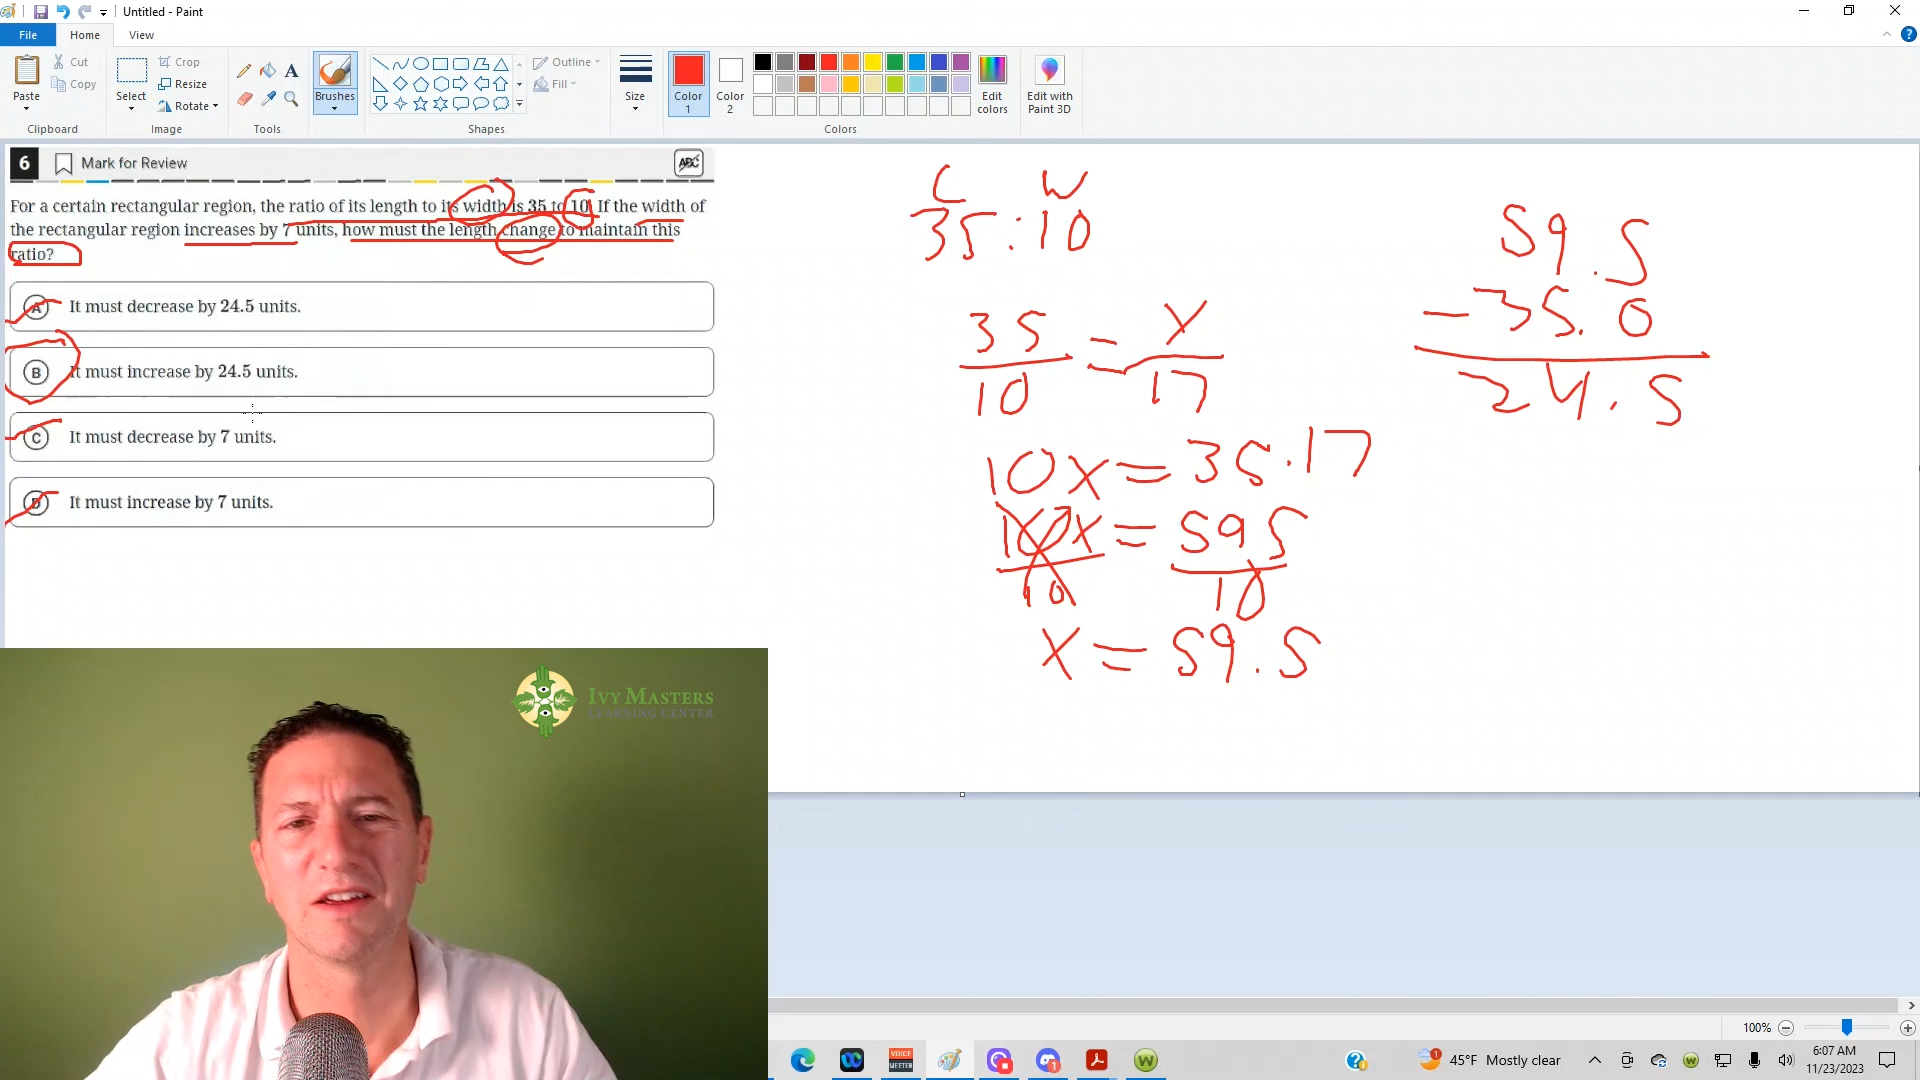 Untitled - Paint
File Home View
Paste
Cut
Copy
Clipboard
Select
Crop
Resize
Rotate
Image
A
Tools
Brushes
Shapes
Outline
Fill
Size
Color 1
Color 2
Colors
Edit colors
Edit with Paint 3D
6 Mark for Review ABC
For a certain rectangular region, the ratio of its length to its width is 35 to 10. If the width of
the rectangular region increases by 7 units, how must the length change to maintain this
ratio?
A It must decrease by 24.5 units.
B It must increase by 24.5 units.
C It must decrease by 7 units.
D It must increase by 7 units.
L W
35 : 10
35/10 = x/17
10x = 35 . 17
10x/10 = 595/10
x = 59.5
59.5
- 35.0
24.5
IVY MASTERS
LEARNING CENTER
100%
VOICE MEETER
45°F Mostly clear
6:07 AM
11/23/2023